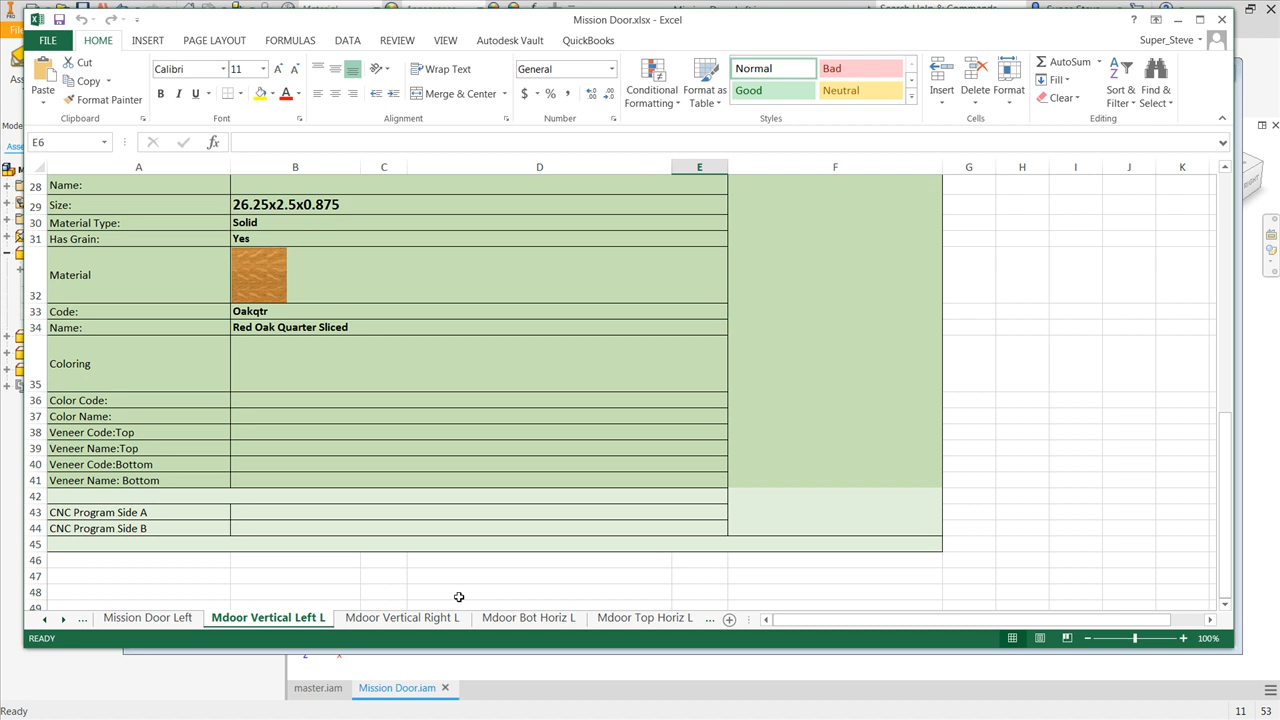 Mission Door.xlsx - Excel
FILE HOME INSERT PAGE LAYOUT FORMULAS DATA REVIEW VIEW Autodesk Vault QuickBooks Super_Steve
Paste
Cut
Copy
Format Painter
Clipboard
Calibri 11
B I U
Font
Wrap Text
Merge & Center
Alignment
General
$ % ,
Number
Conditional Formatting
Format as Table
Normal Bad
Good Neutral
Styles
Insert Delete Format
Cells
AutoSum
Fill
Clear
Sort & Filter
Find & Select
Editing
E6 fx
A B C D E F G H I J K
28 Name:
29 Size: 26.25x2.5x0.875
30 Material Type: Solid
31 Has Grain: Yes
32 Material
33 Code: Oakqtr
34 Name: Red Oak Quarter Sliced
35 Coloring
36 Color Code:
37 Color Name:
38 Veneer Code:Top
39 Veneer Name:Top
40 Veneer Code:Bottom
41 Veneer Name: Bottom
42
43 CNC Program Side A
44 CNC Program Side B
45
46
47
48
49
... Mission Door Left Mdoor Vertical Left L Mdoor Vertical Right L Mdoor Bot Horiz L Mdoor Top Horiz L ...
READY 100%
master.iam Mission Door.iam
Ready 11 53